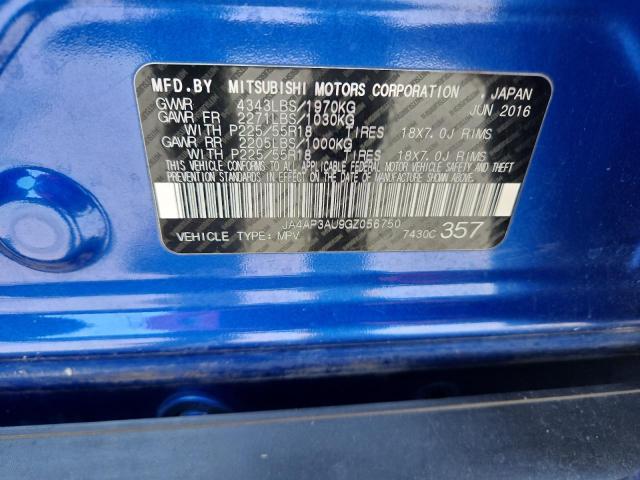 MFD.BY MITSUBISHI MOTORS CORPORATION , JAPAN
GVWR 4343LBS/1970KG JUN 2016
GAWR FR 2271LBS/1030KG
WITH P225/55R18 TIRES 18X7.0J RIMS
GAWR RR 2205LBS/1000KG
WITH P225/55R18 TIRES 18X7.0J RIMS
THIS VEHICLE CONFORMS TO ALL APPLICABLE FEDERAL MOTOR VEHICLE SAFETY AND THEFT
PREVENTION STANDARDS IN EFFECT ON THE DATE OF MANUFACTURE SHOWN ABOVE.
JA4AP3AU9GZ056750
VEHICLE TYPE: MPV 7430C 357